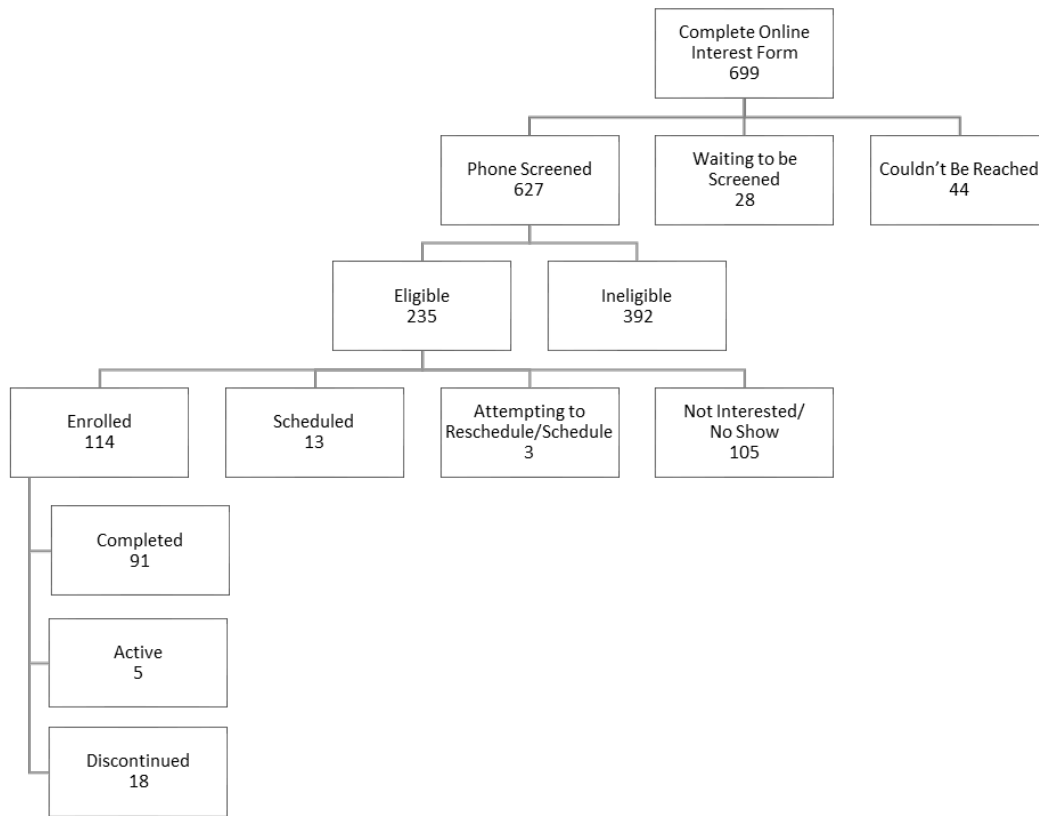 Complete Online
Interest Form
699
Phone Screened
627
Waiting to be
Screened
28
Couldn’t Be Reached
44
Eligible
235
Ineligible
392
Enrolled
114
Scheduled
13
Attempting to
Reschedule/Schedule
3
Not Interested/
No Show
105
Completed
91
Active
5
Discontinued
18